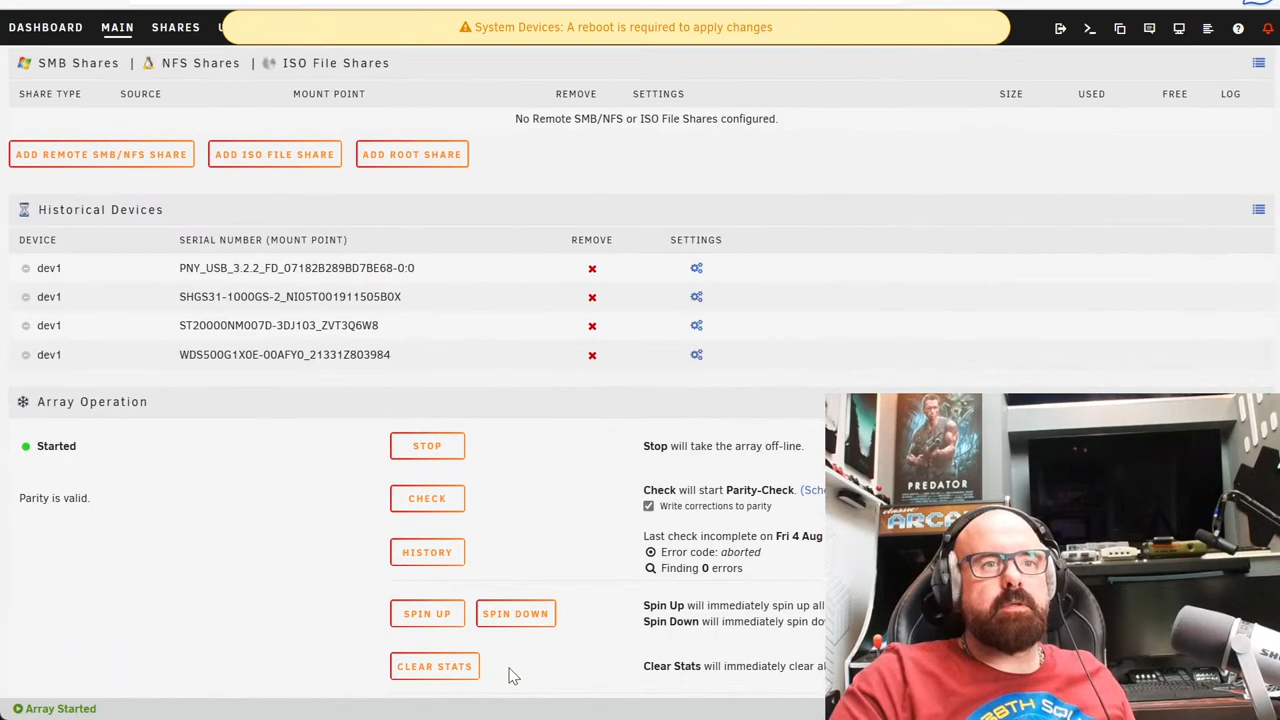 DASHBOARD MAIN SHARES
System Devices: A reboot is required to apply changes
SMB Shares | NFS Shares | ISO File Shares
SHARE TYPE SOURCE MOUNT POINT REMOVE SETTINGS SIZE USED FREE LOG
No Remote SMB/NFS or ISO File Shares configured.
ADD REMOTE SMB/NFS SHARE ADD ISO FILE SHARE ADD ROOT SHARE
Historical Devices
DEVICE SERIAL NUMBER (MOUNT POINT) REMOVE SETTINGS
dev1 PNY_USB_3.2.2_FD_07182B289BD7BE68-0:0
dev1 SHGS31-1000GS-2_NI05T001911505B0X
dev1 ST20000NM007D-3DJ103_ZVT3Q6W8
dev1 WDS500G1X0E-00AFY0_21331Z803984
Array Operation
Started STOP Stop will take the array off-line.
Parity is valid. CHECK Check will start Parity-Check. (Sch
Write corrections to parity
HISTORY Last check incomplete on Fri 4 Aug
Error code: aborted
Finding 0 errors
SPIN UP SPIN DOWN Spin Up will immediately spin up all
Spin Down will immediately spin do
CLEAR STATS Clear Stats will immediately clear al
Array Started
PREDATOR
classic
ARCA
28TH SQU
SH